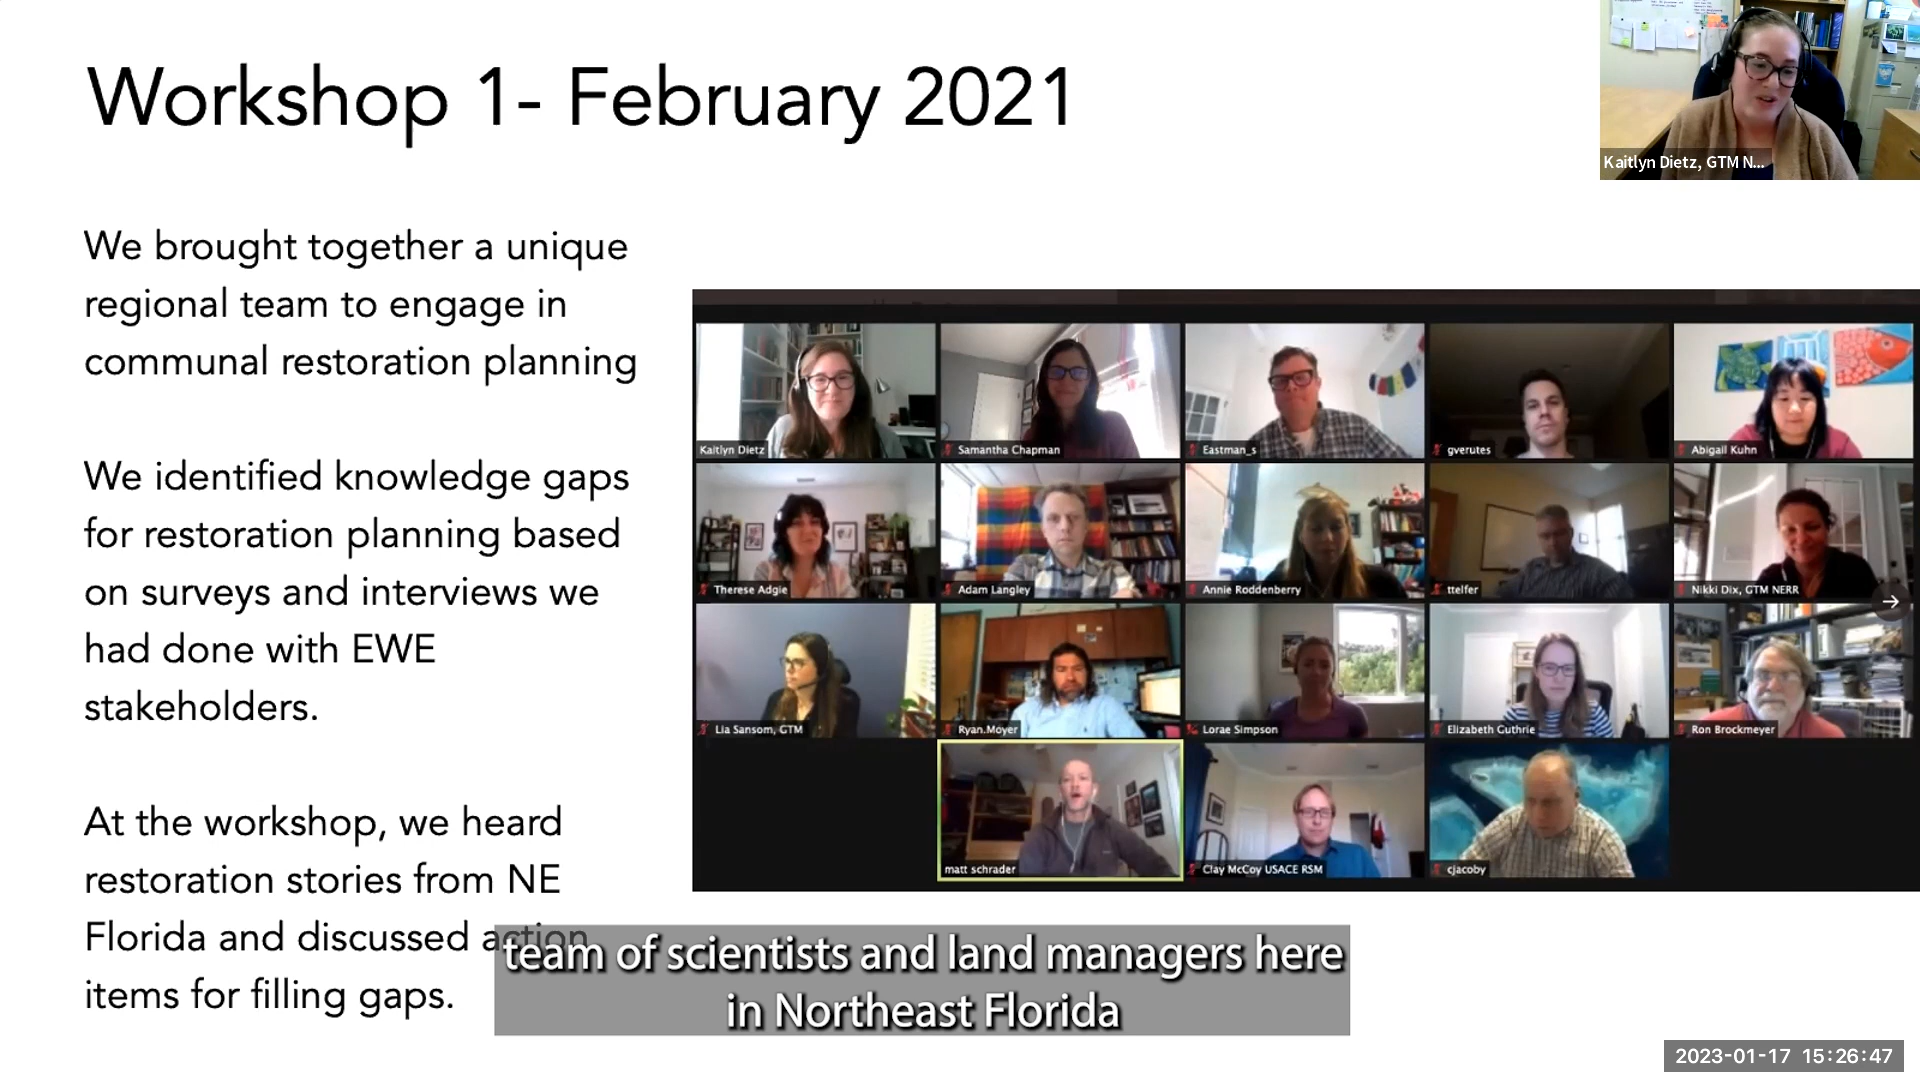 Workshop 1- February 2021
Kaitlyn Dietz, GTM N...
We brought together a unique
regional team to engage in
communal restoration planning
We identified knowledge gaps
for restoration planning based
on surveys and interviews we
had done with EWE
stakeholders.
At the workshop, we heard
restoration stories from NE
Florida and discussed action
items for filling gaps.
Kaitlyn Dietz
Samantha Chapman
Eastman_s
gverutes
Abigail Kuhn
Therese Adgie
Adam Langley
Annie Roddenberry
ttelfer
Nikki Dix, GTM NERR
Lia Sansom, GTM
Ryan.Moyer
Lorae Simpson
Elizabeth Guthrie
Ron Brockmeyer
matt schrader
Clay McCoy USACE RSM
cjacoby
team of scientists and land managers here
in Northeast Florida
2023-01-17 15:26:47